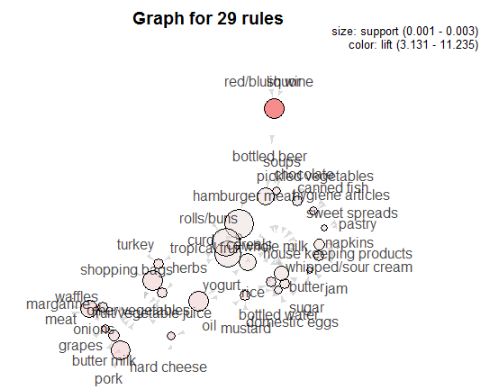 Graph for 29 rules
size: support (0.001 - 0.003)
color: lift (3.131 - 11.235)
red/blush wine
liquor
bottled beer
soups
chocolate
pickled vegetables
canned fish
hamburger meat
hygiene articles
sweet spreads
rolls/buns
pastry
curd
cereals
whole milk
napkins
tropical fruit
house keeping products
turkey
herbs
whipped/sour cream
shopping bags
yogurt
rice
butter
jam
waffles
margarine
other vegetables
fruit/vegetable juice
sugar
bottled water
meat
domestic eggs
onions
oil
mustard
grapes
butter milk
hard cheese
pork